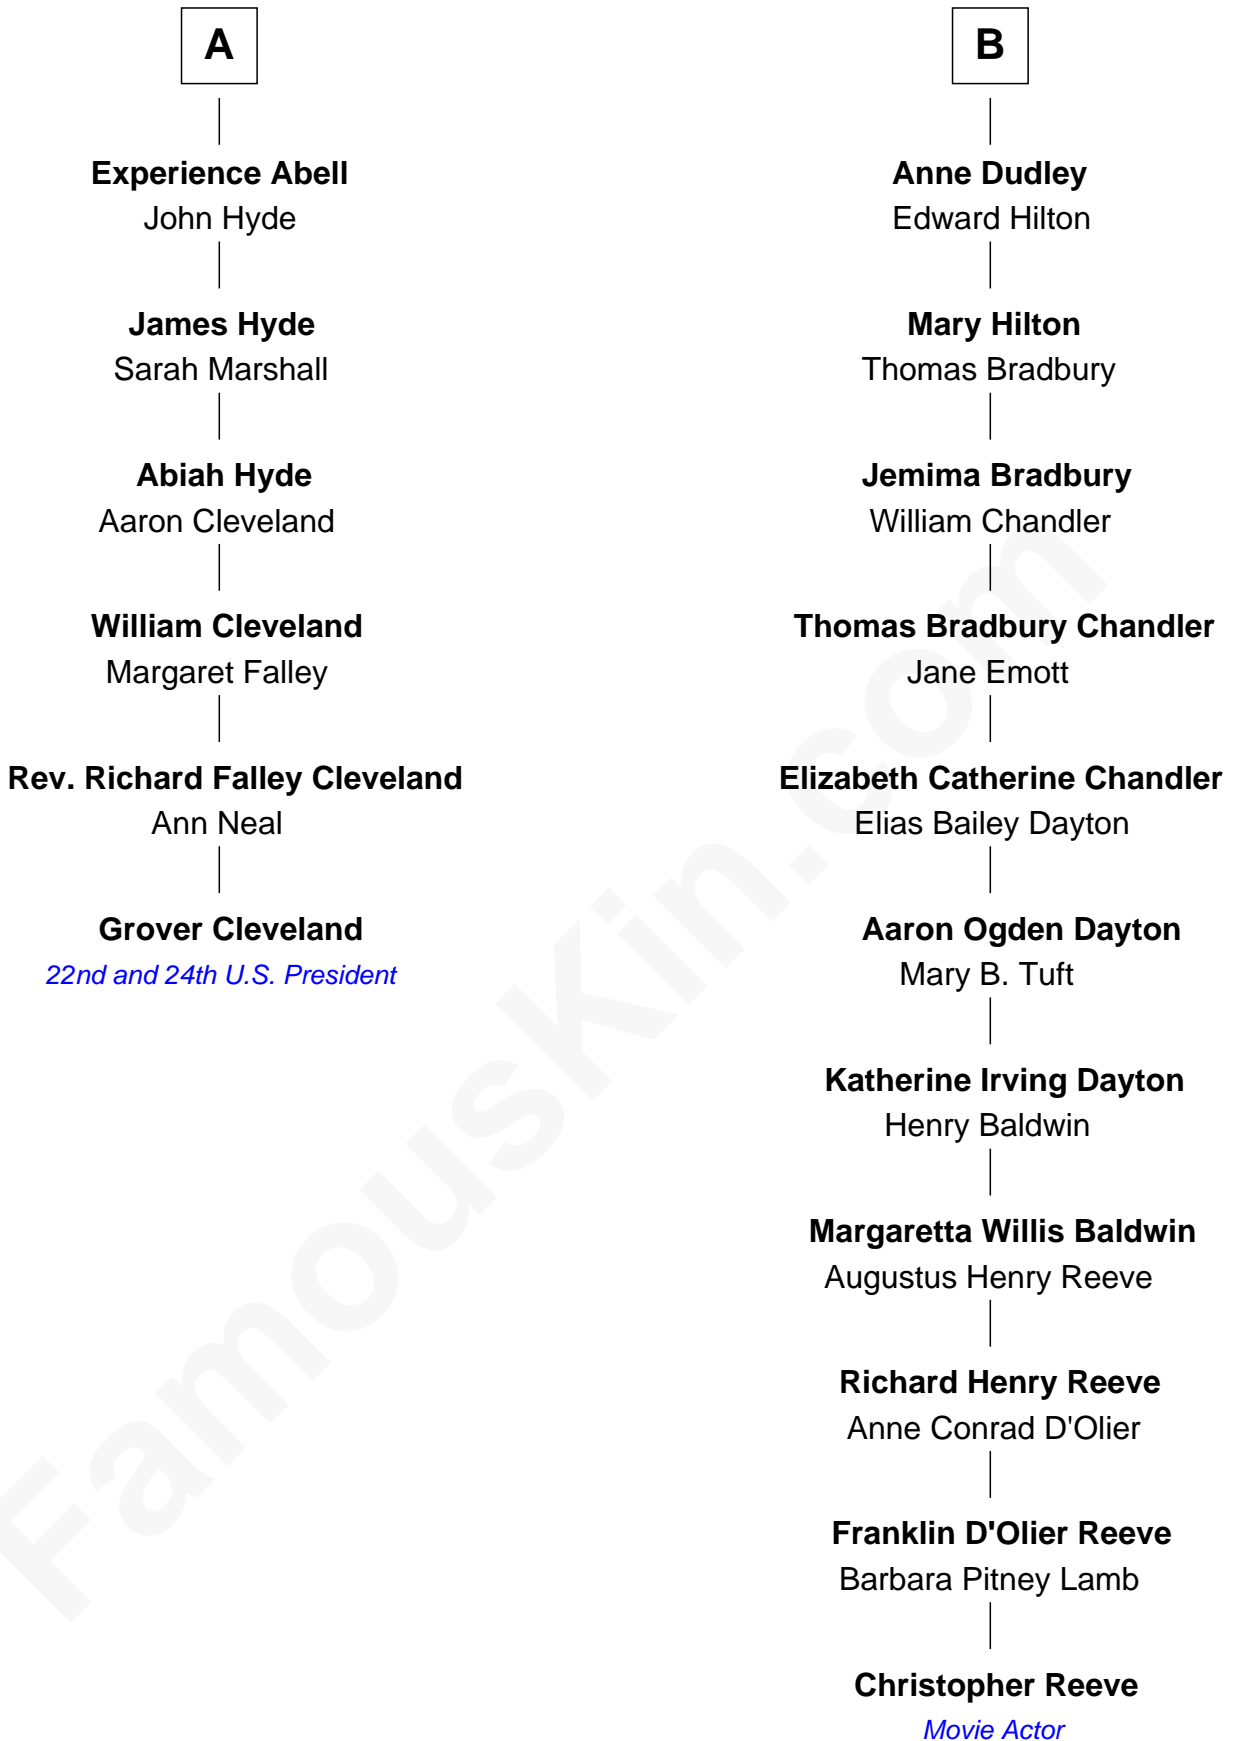 A
Experience Abell
John Hyde
James Hyde
Sarah Marshall
Abiah Hyde
Aaron Cleveland
William Cleveland
Margaret Falley
Rev. Richard Falley Cleveland
Ann Neal
Grover Cleveland
22nd and 24th U.S. President
B
Anne Dudley
Edward Hilton
Mary Hilton
Thomas Bradbury
Jemima Bradbury
William Chandler
Thomas Bradbury Chandler
Jane Emott
Elizabeth Catherine Chandler
Elias Bailey Dayton
Aaron Ogden Dayton
Mary B. Tuft
Katherine Irving Dayton
Henry Baldwin
Margaretta Willis Baldwin
Augustus Henry Reeve
Richard Henry Reeve
Anne Conrad D'Olier
Franklin D'Olier Reeve
Barbara Pitney Lamb
Christopher Reeve
Movie Actor
FamousKin.com